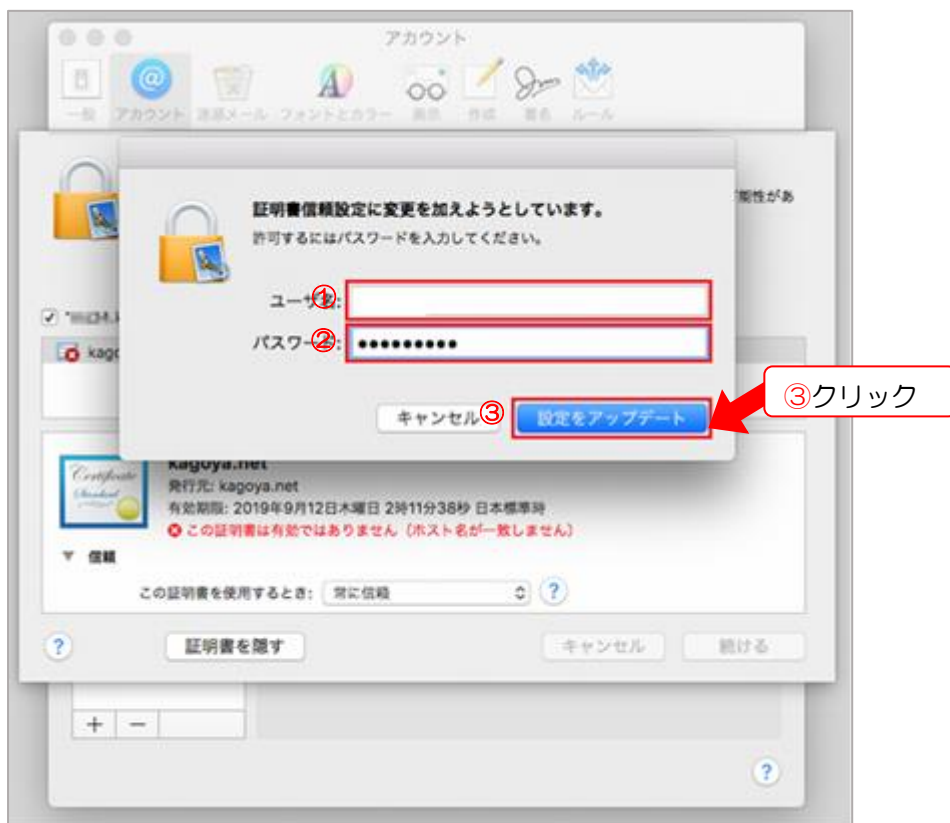 アカウント
一般 アカウント 迷惑メール フォントとカラー 表示 作成 署名 ルール
能性があ
証明書信頼設定に変更を加えようとしています。
許可するにはパスワードを入力してください。
① ユーザ名:
② パスワード:
キャンセル ③ 設定をアップデート
③クリック
kago
Certificate
Standard
kagoya.net
発行元: kagoya.net
有効期限: 2019年9月12日木曜日 2時11分38秒 日本標準時
この証明書は有効ではありません（ホスト名が一致しません）
信頼
この証明書を使用するとき: 常に信頼 ?
? 証明書を隠す キャンセル 続ける
+ −
?